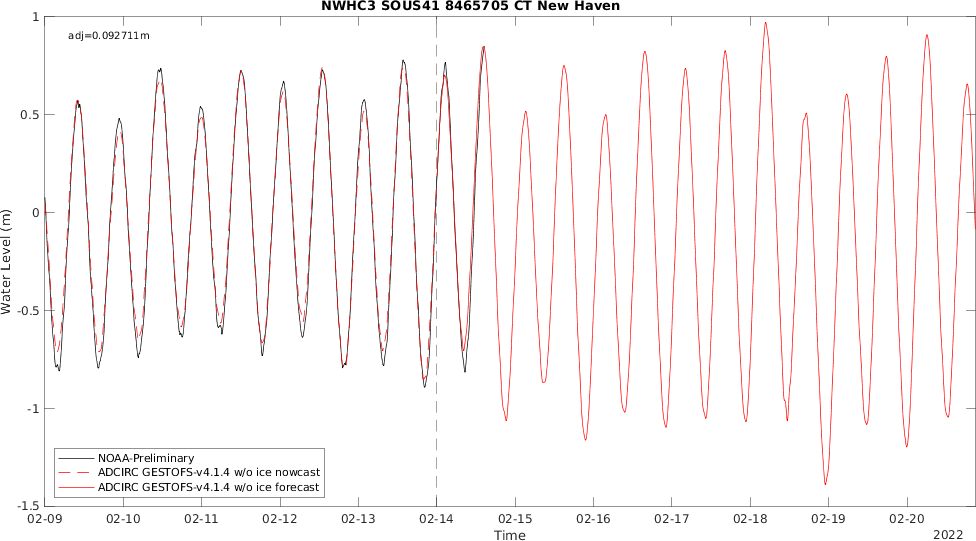 NWHC3 SOUS41 8465705 CT New Haven
adj=0.092711m
1
0.5
0
-0.5
-1
-1.5
Water Level (m)
NOAA-Preliminary
ADCIRC GESTOFS-v4.1.4 w/o ice nowcast
ADCIRC GESTOFS-v4.1.4 w/o ice forecast
02-09 02-10 02-11 02-12 02-13 02-14 02-15 02-16 02-17 02-18 02-19 02-20
Time
2022